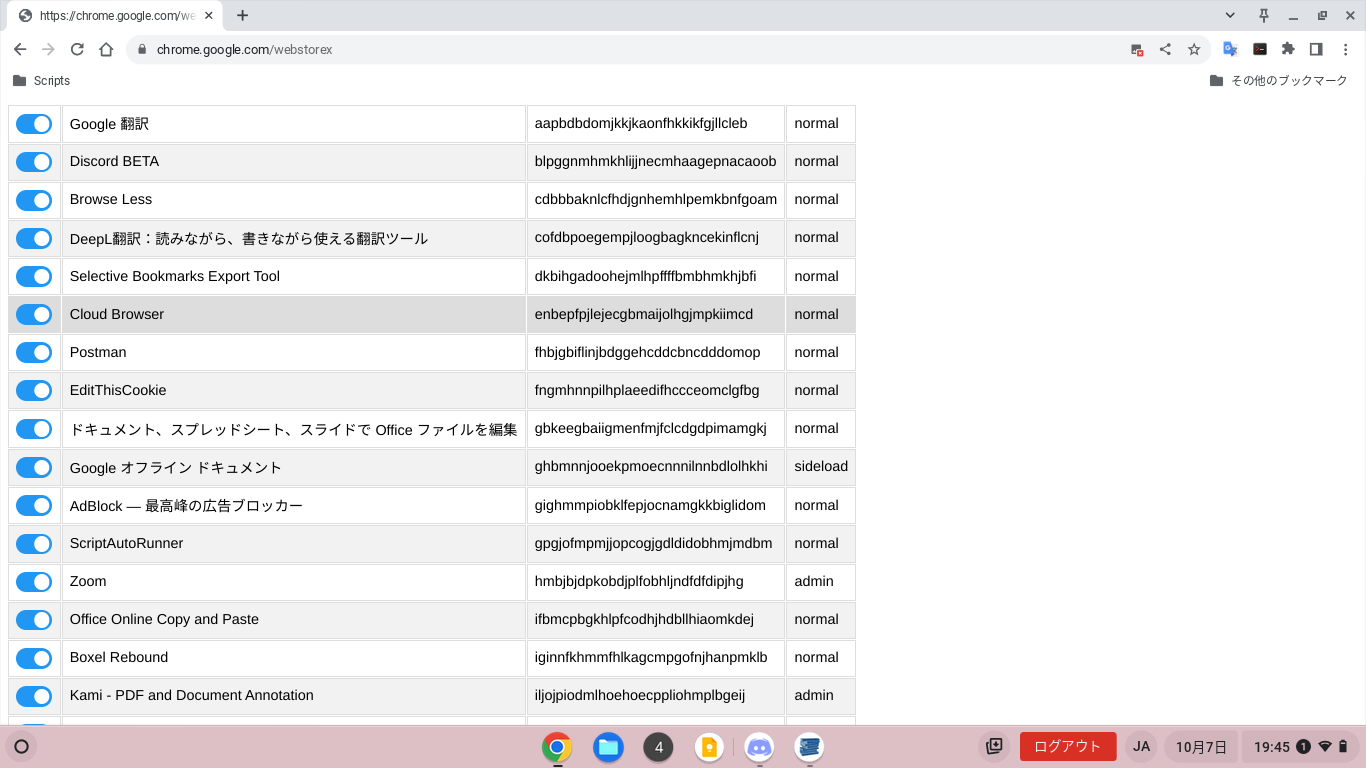 https://chrome.google.com/we
chrome.google.com/webstorex
Scripts
その他のブックマーク
Google 翻訳 aapbdbdomjkkjkaonfhkkikfgjllcleb normal
Discord BETA blpggnmhmkhlijjnecmhaagepnacaoob normal
Browse Less cdbbbaknlcfhdjgnhemhlpemkbnfgoam normal
DeepL翻訳：読みながら、書きながら使える翻訳ツール cofdbpoegempjloogbagkncekinflcnj normal
Selective Bookmarks Export Tool dkbihgadoohejmlhpffffbmbhmkhjbfi normal
Cloud Browser enbepfpjlejecgbmaijolhgjmpkiimcd normal
Postman fhbjgbiflinjbdggehcddcbncdddomop normal
EditThisCookie fngmhnnpilhplaeedifhccceomclgfbg normal
ドキュメント、スプレッドシート、スライドで Office ファイルを編集 gbkeegbaiigmenfmjfclcdgdpimamgkj normal
Google オフライン ドキュメント ghbmnnjooekpmoecnnnilnnbdlolhkhi sideload
AdBlock — 最高峰の広告ブロッカー gighmmpiobklfepjocnamgkkbiglidom normal
ScriptAutoRunner gpgjofmpmjjopcogjgdldidobhmjmdbm normal
Zoom hmbjbjdpkobdjplfobhljndfdfdipjhg admin
Office Online Copy and Paste ifbmcpbgkhlpfcodhjhdbllhiaomkdej normal
Boxel Rebound iginnfkhmmfhlkagcmpgofnjhanpmklb normal
Kami - PDF and Document Annotation iljojpiodmlhoehoecppliohmplbgeij admin
4
ログアウト
JA
10月7日
19:45
1